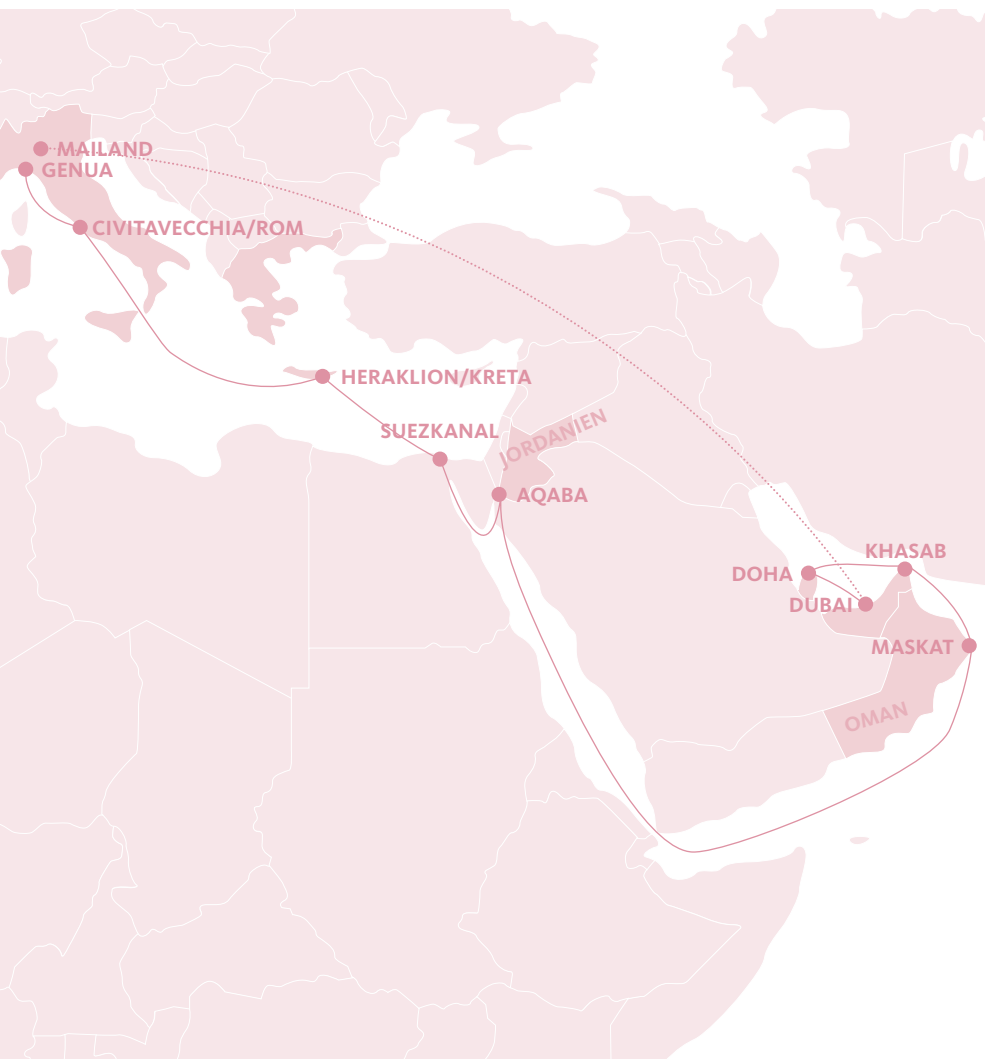 MAILAND
GENUA
CIVITAVECCHIA/ROM
HERAKLION/KRETA
SUEZKANAL
JORDANIEN
AQABA
KHASAB
DOHA
DUBAI
MASKAT
OMAN